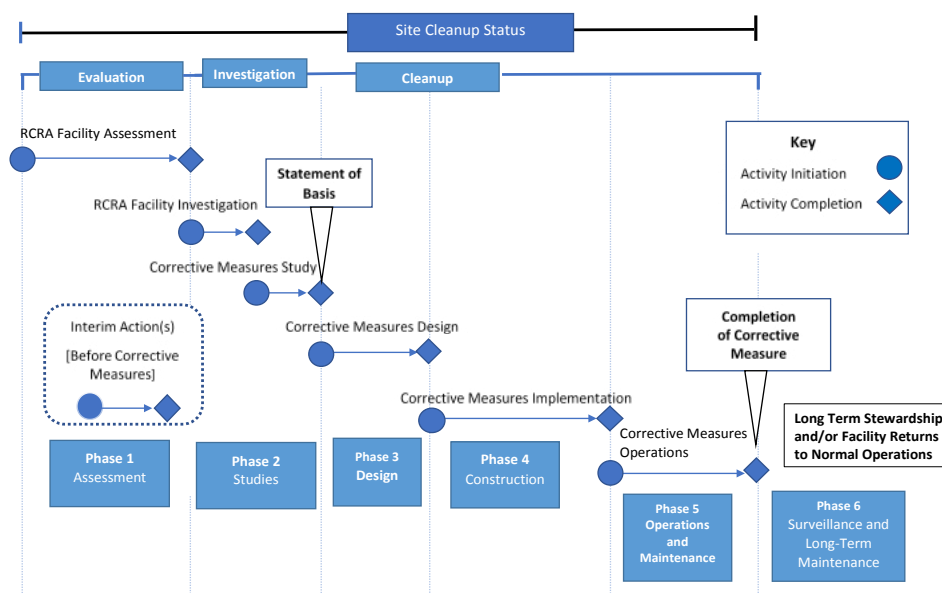 Site Cleanup Status
Evaluation
Investigation
Cleanup
RCRA Facility Assessment
Key
Activity Initiation
Activity Completion
Statement of
Basis
RCRA Facility Investigation
Corrective Measures Study
Interim Action(s)
[Before Corrective
Measures]
Corrective Measures Design
Completion
of Corrective
Measure
Corrective Measures Implementation
Long Term Stewardship
and/or Facility Returns
to Normal Operations
Corrective Measures
Operations
Phase 1
Assessment
Phase 2
Studies
Phase 3
Design
Phase 4
Construction
Phase 5
Operations
and
Maintenance
Phase 6
Surveillance and
Long-Term
Maintenance